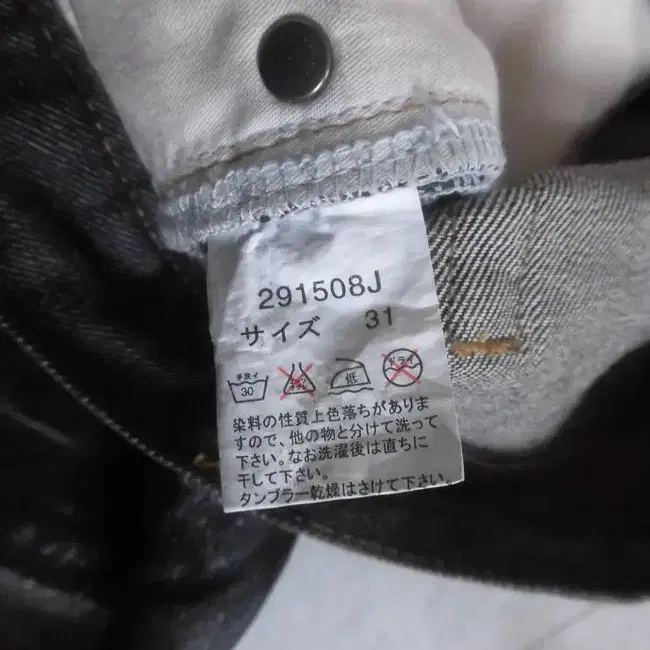 291508J
サイズ 31
手洗イ
30
低
ドライ
染料の性質上色落ちがありま
すので、他の物と分けて洗って
下さい。なお洗濯後は直ちに
干して下さい。
タンブラー乾燥はさけて下さい。